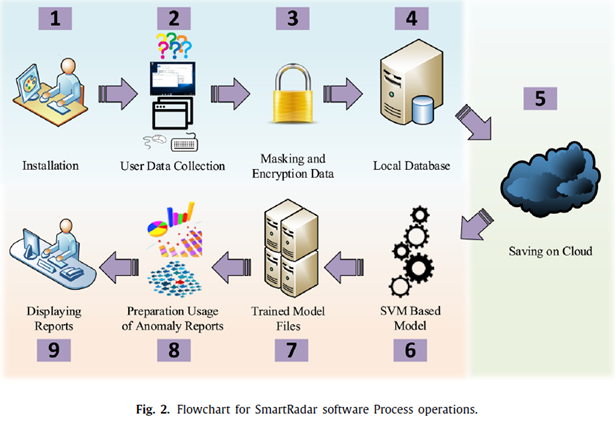 1
2
3
4
5
???
???
Installation
User Data Collection
Masking and
Encryption Data
Local Database
Saving on Cloud
Displaying
Reports
Preparation Usage
of Anomaly Reports
Trained Model
Files
SVM Based
Model
9
8
7
6
Fig. 2. Flowchart for SmartRadar software Process operations.